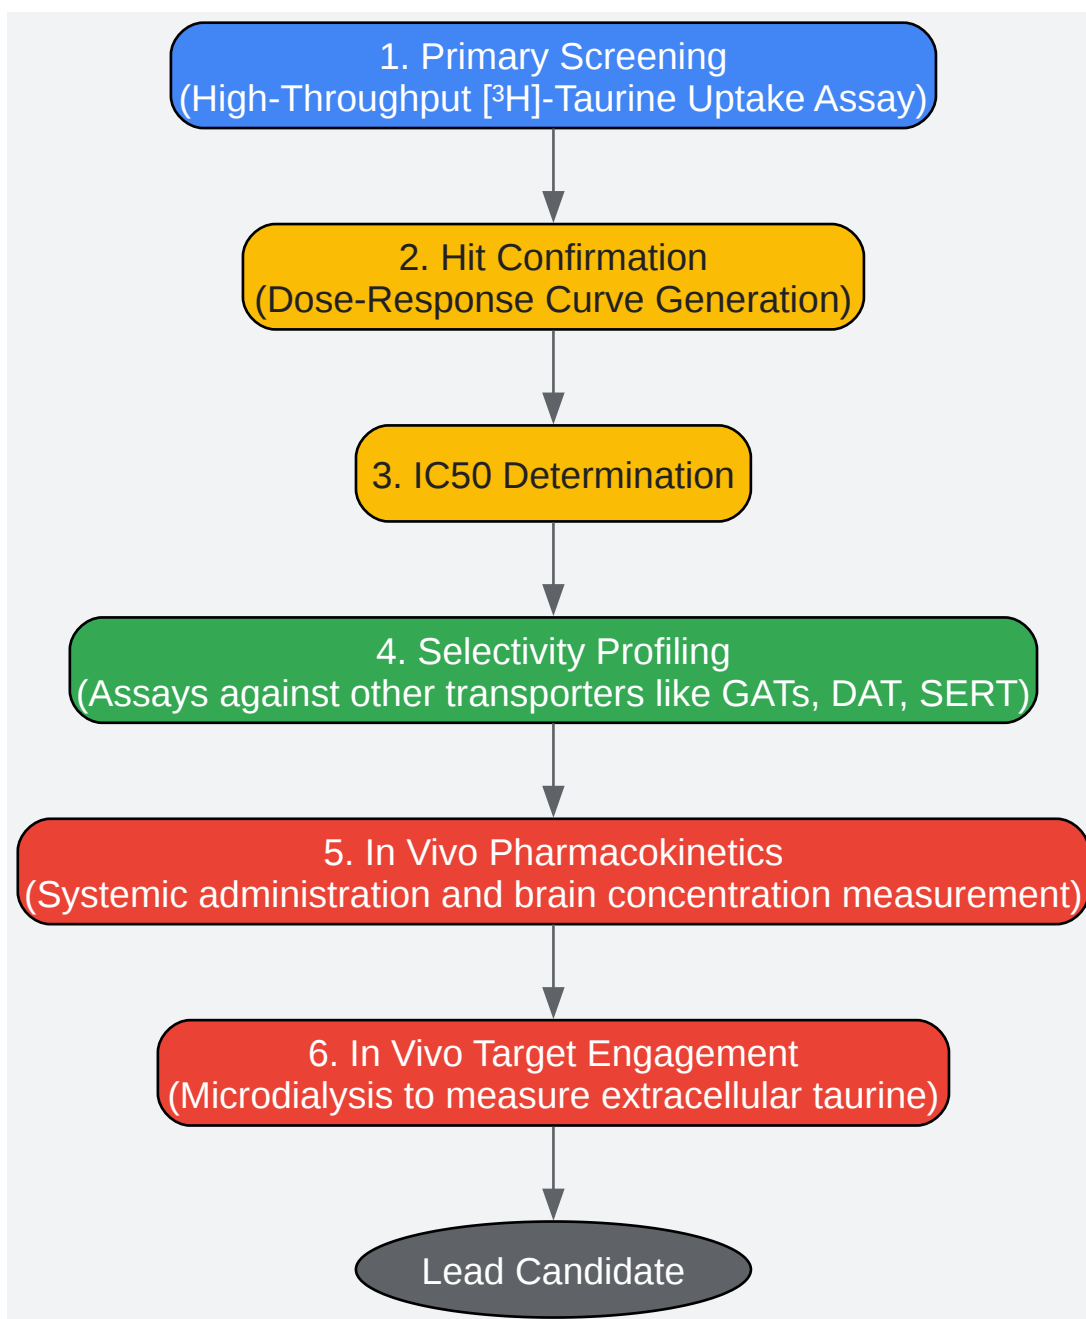 1. Primary Screening
(High-Throughput [³H]-Taurine Uptake Assay)
2. Hit Confirmation
(Dose-Response Curve Generation)
3. IC50 Determination
4. Selectivity Profiling
(Assays against other transporters like GATs, DAT, SERT)
5. In Vivo Pharmacokinetics
(Systemic administration and brain concentration measurement)
6. In Vivo Target Engagement
(Microdialysis to measure extracellular taurine)
Lead Candidate